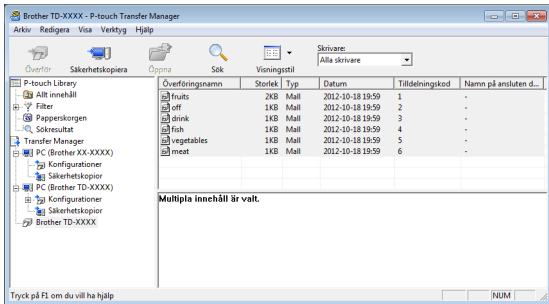 Brother TD-XXXX - P-touch Transfer Manager
Arkiv Redigera Visa Verktyg Hjälp
Överför Säkerhetskopiera Öppna Sök Visningsstil
Skrivare:
Alla skrivare
P-touch Library
Allt innehåll
Filter
Papperskorgen
Sökresultat
Transfer Manager
PC (Brother XX-XXXX)
Konfigurationer
Säkerhetskopior
PC (Brother TD-XXXX)
Konfigurationer
Säkerhetskopior
Brother TD-XXXX
Överföringsnamn Storlek Typ Datum Tilldelningskod Namn på ansluten d...
fruits 2KB Mall 2012-10-18 19:59 1 -
off 1KB Mall 2012-10-18 19:59 2 -
drink 1KB Mall 2012-10-18 19:59 3 -
fish 1KB Mall 2012-10-18 19:59 4 -
vegetables 1KB Mall 2012-10-18 19:59 5 -
meat 1KB Mall 2012-10-18 19:59 6 -
Multipla innehåll är valt.
Tryck på F1 om du vill ha hjälp
NUM